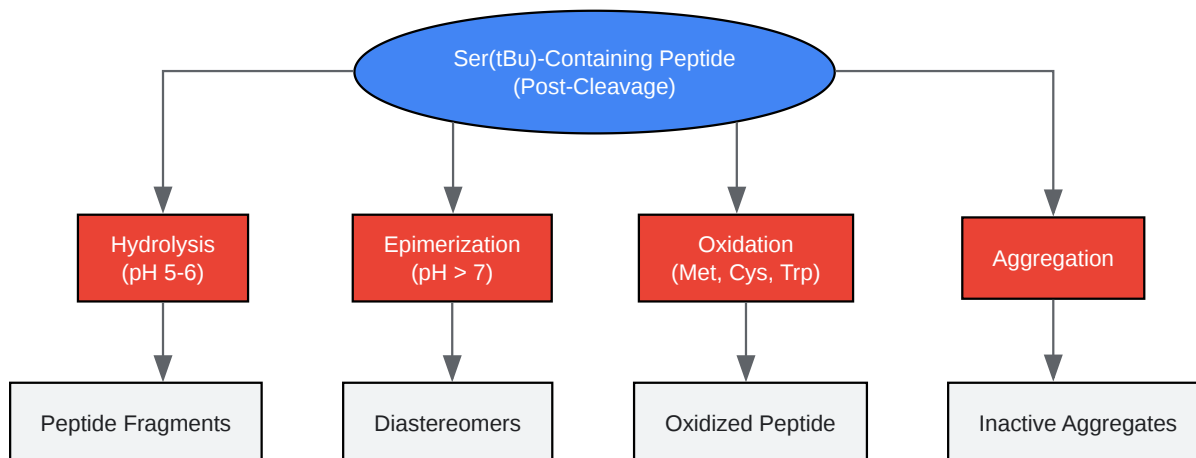 Ser(tBu)-Containing Peptide
(Post-Cleavage)
Hydrolysis
(pH 5-6)
Epimerization
(pH > 7)
Oxidation
(Met, Cys, Trp)
Aggregation
Peptide Fragments
Diastereomers
Oxidized Peptide
Inactive Aggregates